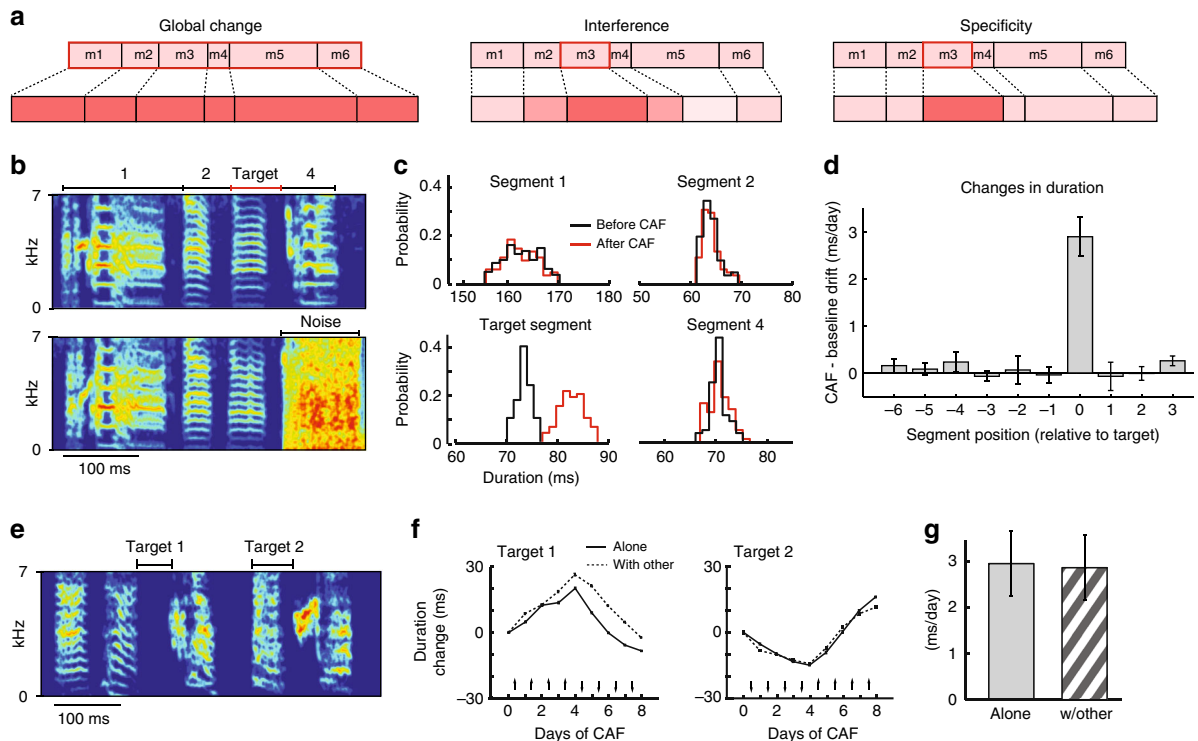 a
Global change
Interference
Specificity
m1 m2 m3 m4 m5 m6
m1 m2 m3 m4 m5 m6
m1 m2 m3 m4 m5 m6
b
1 2 Target 4
7
kHz
0
Noise
7
kHz
0
100 ms
c
Segment 1
Segment 2
0.4
0.2
0
Probability
Before CAF
After CAF
150 160 170 180
50 60 70 80
Target segment
Segment 4
0.4
0.2
0
Probability
60 70 80 90
60 70 80
Duration (ms)
d
Changes in duration
CAF - baseline drift (ms/day)
3
2
1
0
–6 –5 –4 –3 –2 –1 0 1 2 3
Segment position (relative to target)
e
Target 1 Target 2
7
kHz
0
100 ms
f
Target 1
Alone
With other
Target 2
30
0
–30
Duration
change (ms)
0 2 4 6 8
Days of CAF
30
0
–30
0 2 4 6 8
Days of CAF
g
(ms/day)
3
2
1
0
Alone w/other